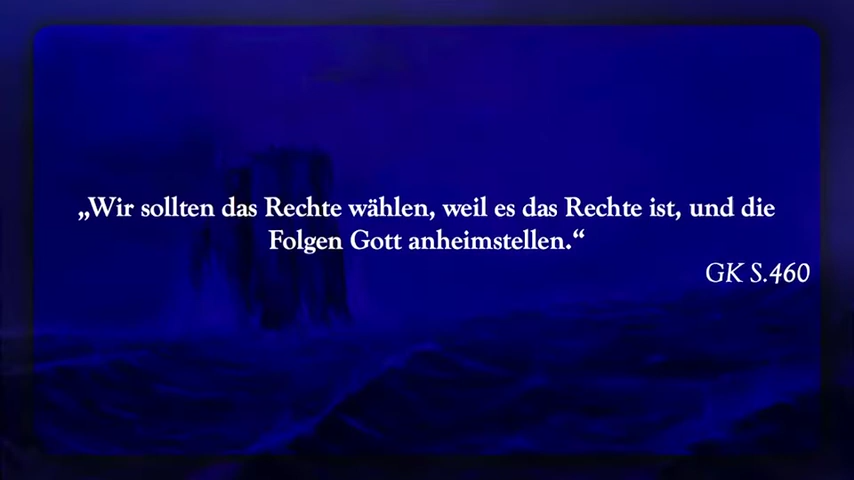 „Wir sollten das Rechte wählen, weil es das Rechte ist, und die
Folgen Gott anheimstellen.“
GK S.460